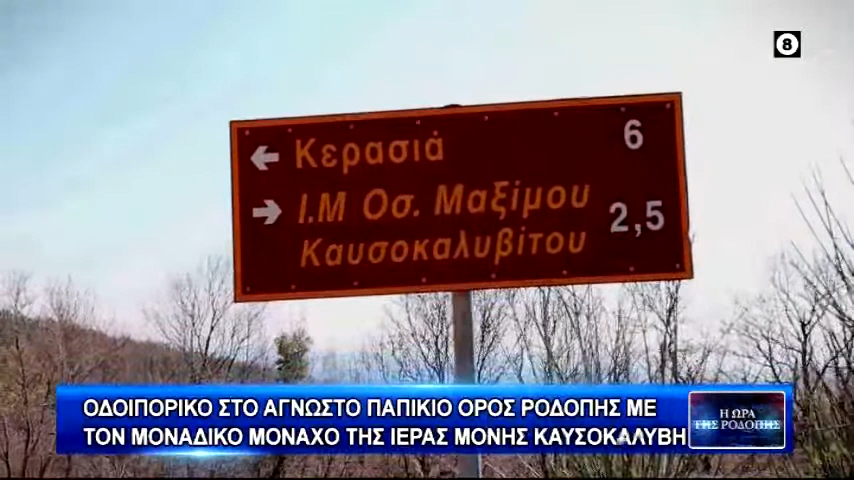 8
← Κερασιά 6
→ Ι.Μ Οσ. Μαξίμου
Καυσοκαλυβίτου 2,5
ΟΔΟΙΠΟΡΙΚΟ ΣΤΟ ΑΓΝΩΣΤΟ ΠΑΠΙΚΙΟ ΟΡΟΣ ΡΟΔΟΠΗΣ ΜΕ
ΤΟΝ ΜΟΝΑΔΙΚΟ ΜΟΝΑΧΟ ΤΗΣ ΙΕΡΑΣ ΜΟΝΗΣ ΚΑΥΣΟΚΑΛΥΒΗ
Η ΩΡΑ
ΤΗΣ ΡΟΔΟΠΗΣ